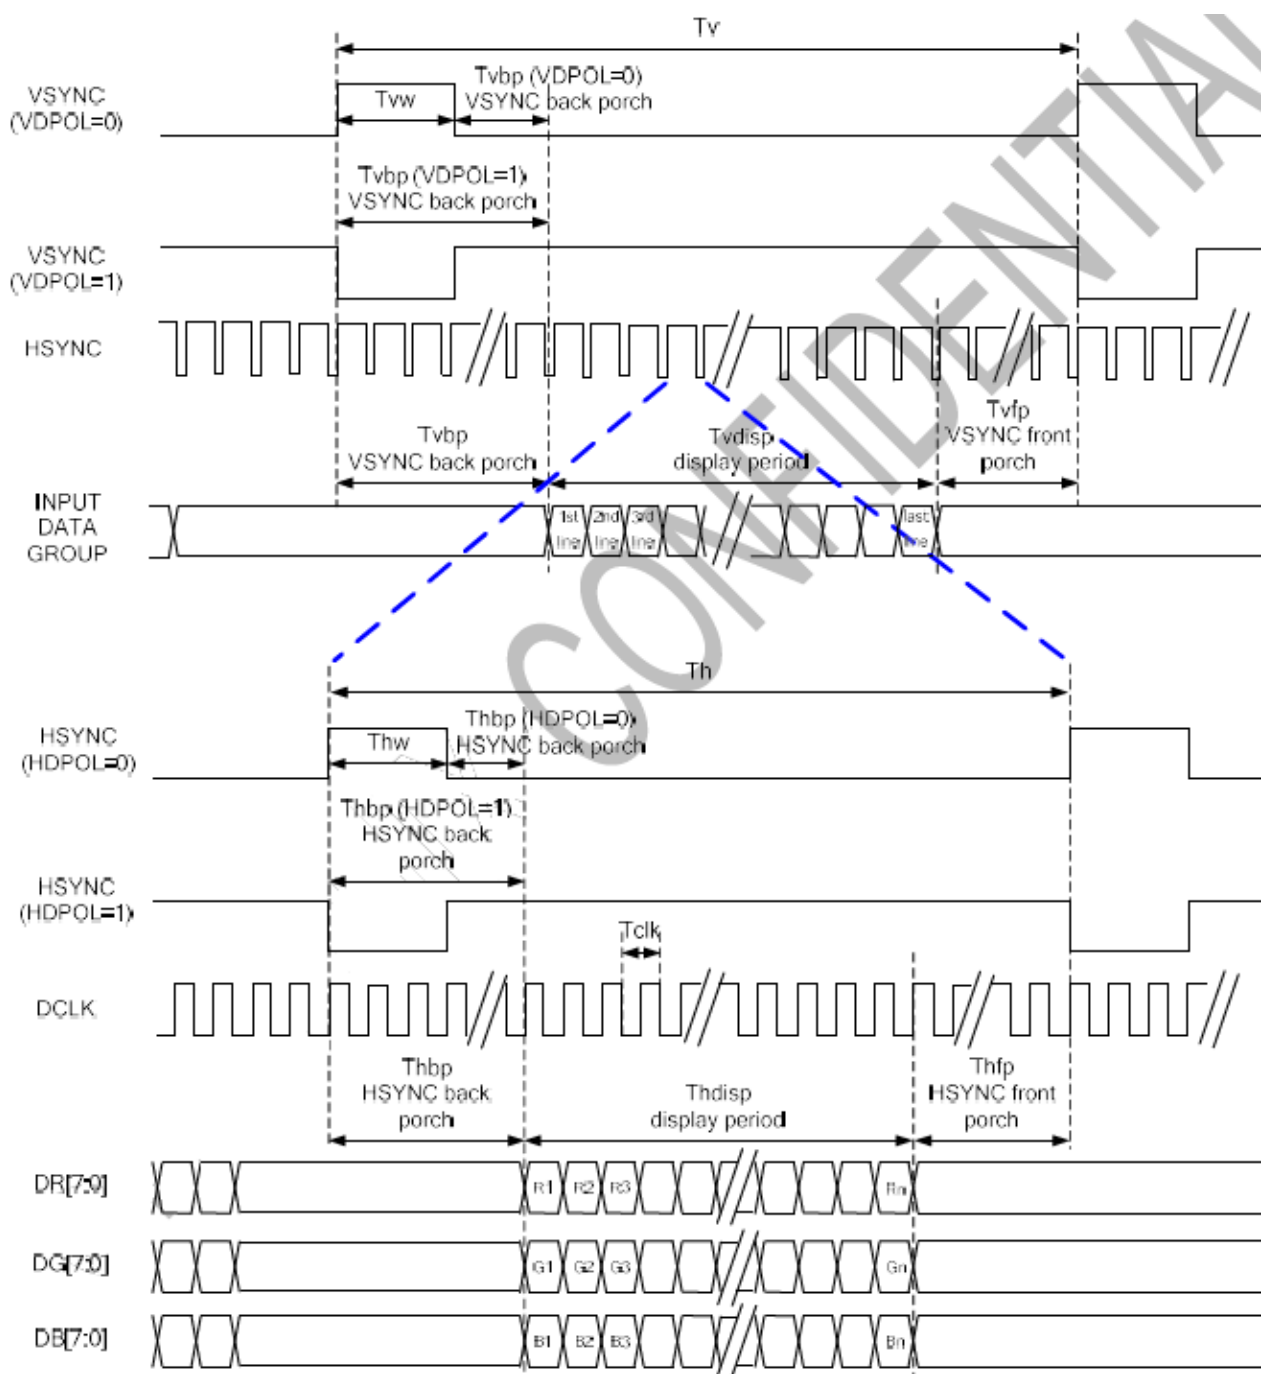 Tv
VSYNC
(VDPOL=0)
Tvw
Tvbp (VDPOL=0)
VSYNC back porch
Tvbp (VDPOL=1)
VSYNC back porch
VSYNC
(VDPOL=1)
HSYNC
Tvbp
VSYNC back porch
Tvdisp
display period
Tvfp
VSYNC front
porch
INPUT
DATA
GROUP
1st
line
2nd
line
3rd
line
last
line
CONFIDENTIAL
Th
HSYNC
(HDPOL=0)
Thw
Thbp (HDPOL=0)
HSYNC back porch
Thbp (HDPOL=1)
HSYNC back
porch
HSYNC
(HDPOL=1)
Tclk
DCLK
Thbp
HSYNC back
porch
Thdisp
display period
Thfp
HSYNC front
porch
DR[7:0]
R1 R2 R3 Rn
DG[7:0]
G1 G2 G3 Gn
DB[7:0]
B1 B2 B3 Bn